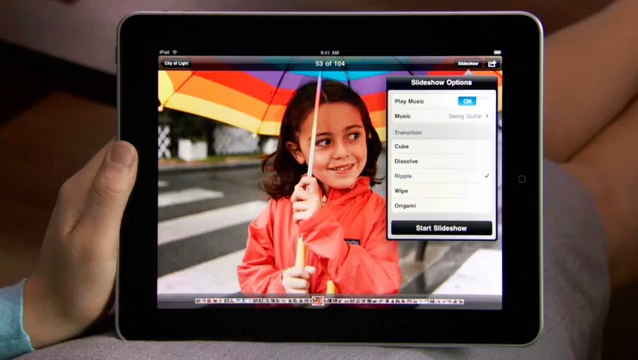 iPad
9:41 AM
City of Light
53 of 104
Slideshow
Slideshow Options
Play Music
ON
Music
Swing Guitar
Transition
Cube
Dissolve
Ripple
Wipe
Origami
Start Slideshow